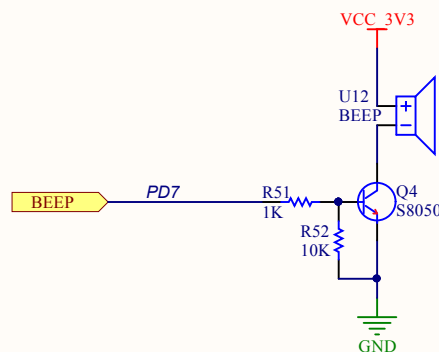 VCC_3V3
U12
BEEP
+
-
BEEP
PD7
R51
1K
Q4
S8050
R52
10K
GND